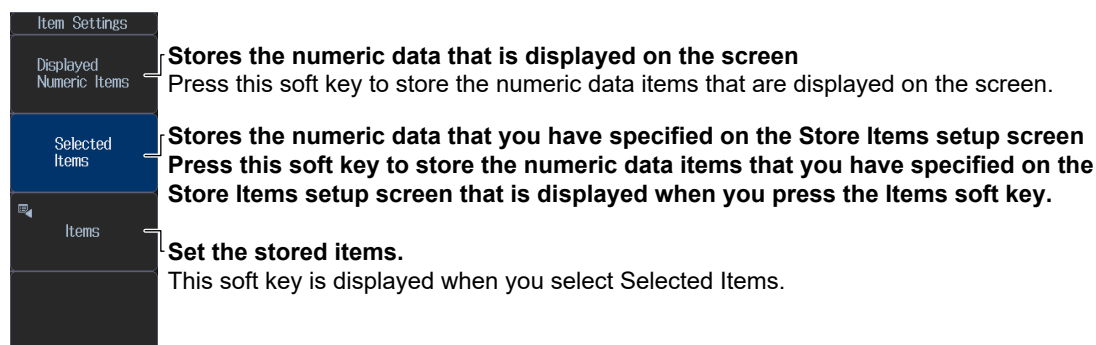 Item Settings
Displayed
Numeric Items
Stores the numeric data that is displayed on the screen
Press this soft key to store the numeric data items that are displayed on the screen.
Selected
Items
Stores the numeric data that you have specified on the Store Items setup screen
Press this soft key to store the numeric data items that you have specified on the
Store Items setup screen that is displayed when you press the Items soft key.
Items
Set the stored items.
This soft key is displayed when you select Selected Items.